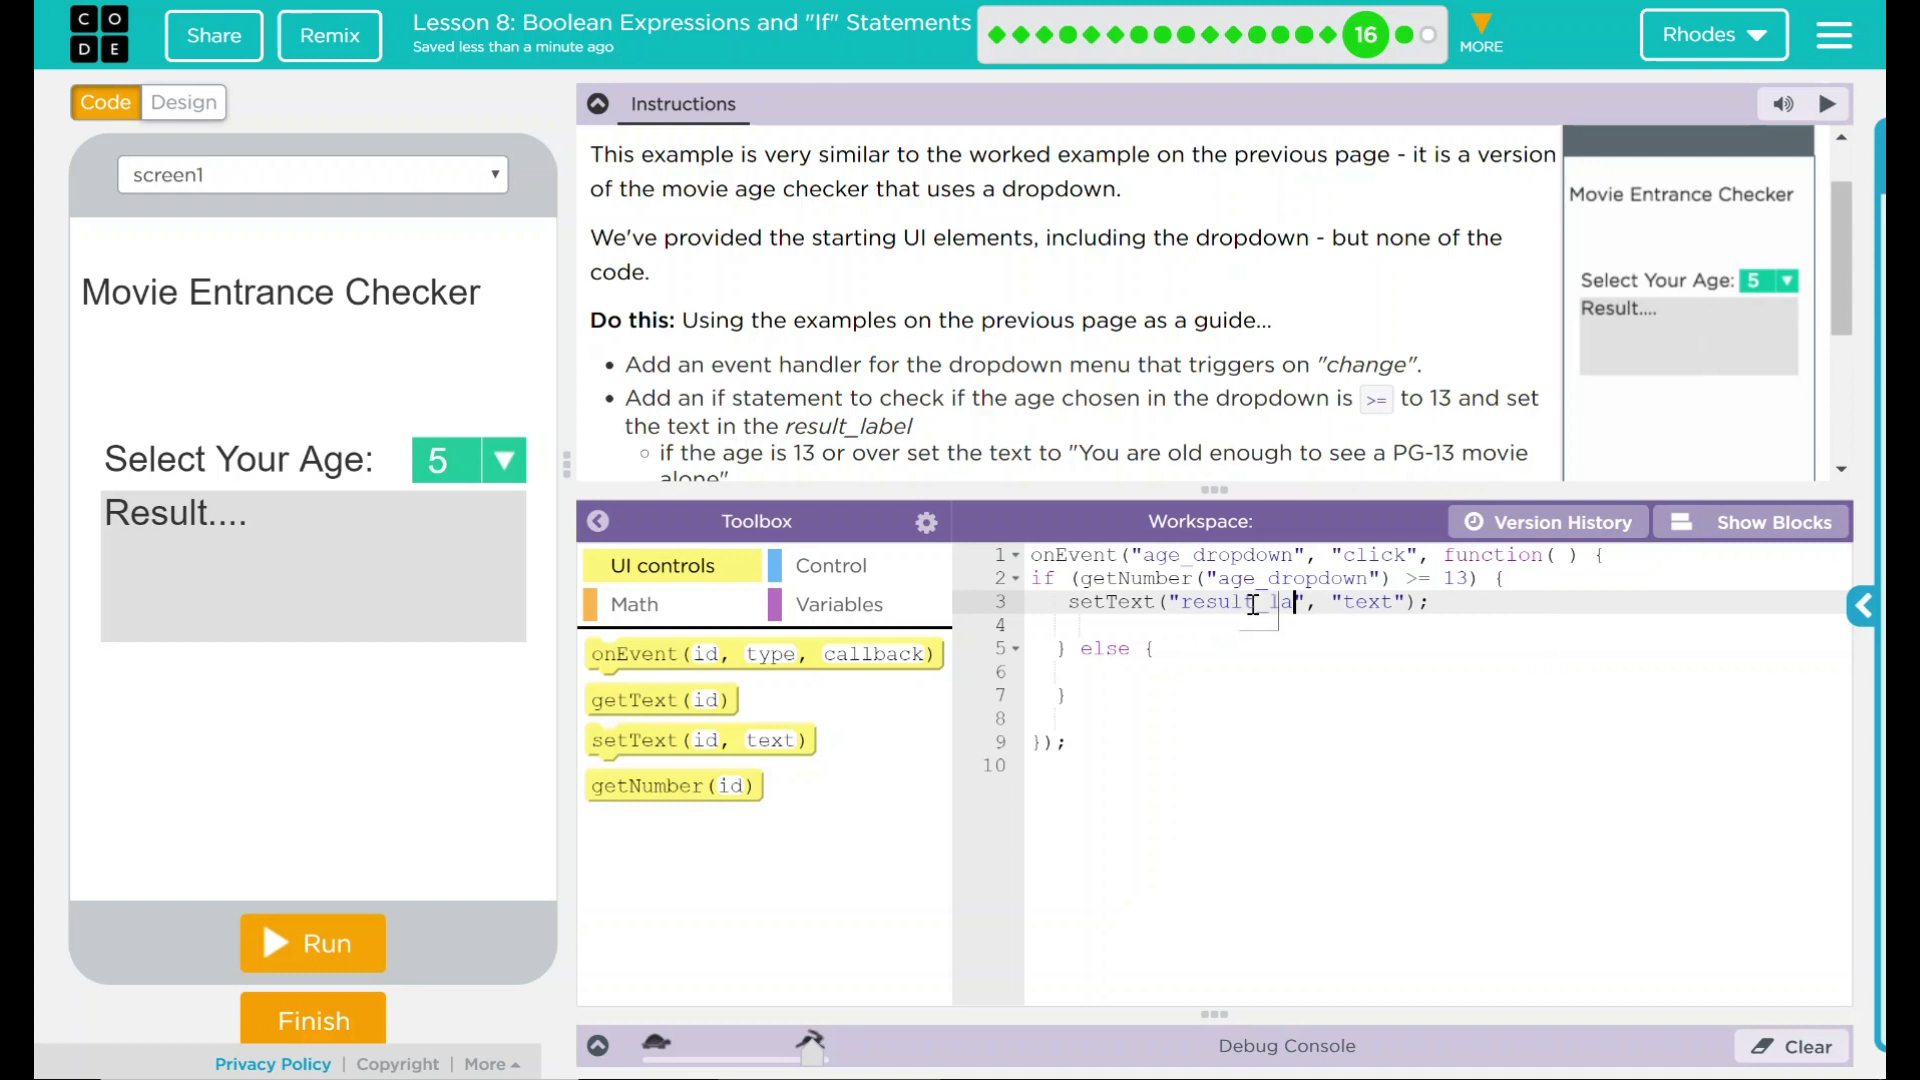 C O
D E
Share
Remix
Lesson 8: Boolean Expressions and "If" Statements
Saved less than a minute ago
16
MORE
Rhodes
Code
Design
screen1
Movie Entrance Checker
Select Your Age:
5
Result....
Run
Finish
Privacy Policy | Copyright | More
Instructions
This example is very similar to the worked example on the previous page - it is a version
of the movie age checker that uses a dropdown.
We've provided the starting UI elements, including the dropdown - but none of the
code.
Do this: Using the examples on the previous page as a guide...
Add an event handler for the dropdown menu that triggers on "change".
Add an if statement to check if the age chosen in the dropdown is >= to 13 and set
the text in the result_label
if the age is 13 or over set the text to "You are old enough to see a PG-13 movie
alone"
Movie Entrance Checker
Select Your Age: 5
Result....
Toolbox
UI controls
Control
Math
Variables
onEvent(id, type, callback)
getText(id)
setText(id, text)
getNumber(id)
Workspace:
Version History
Show Blocks
1 onEvent("age_dropdown", "click", function( ) {
2 if (getNumber("age_dropdown") >= 13) {
3 setText("result_la", "text");
4
5 } else {
6
7 }
8
9 });
10
Debug Console
Clear